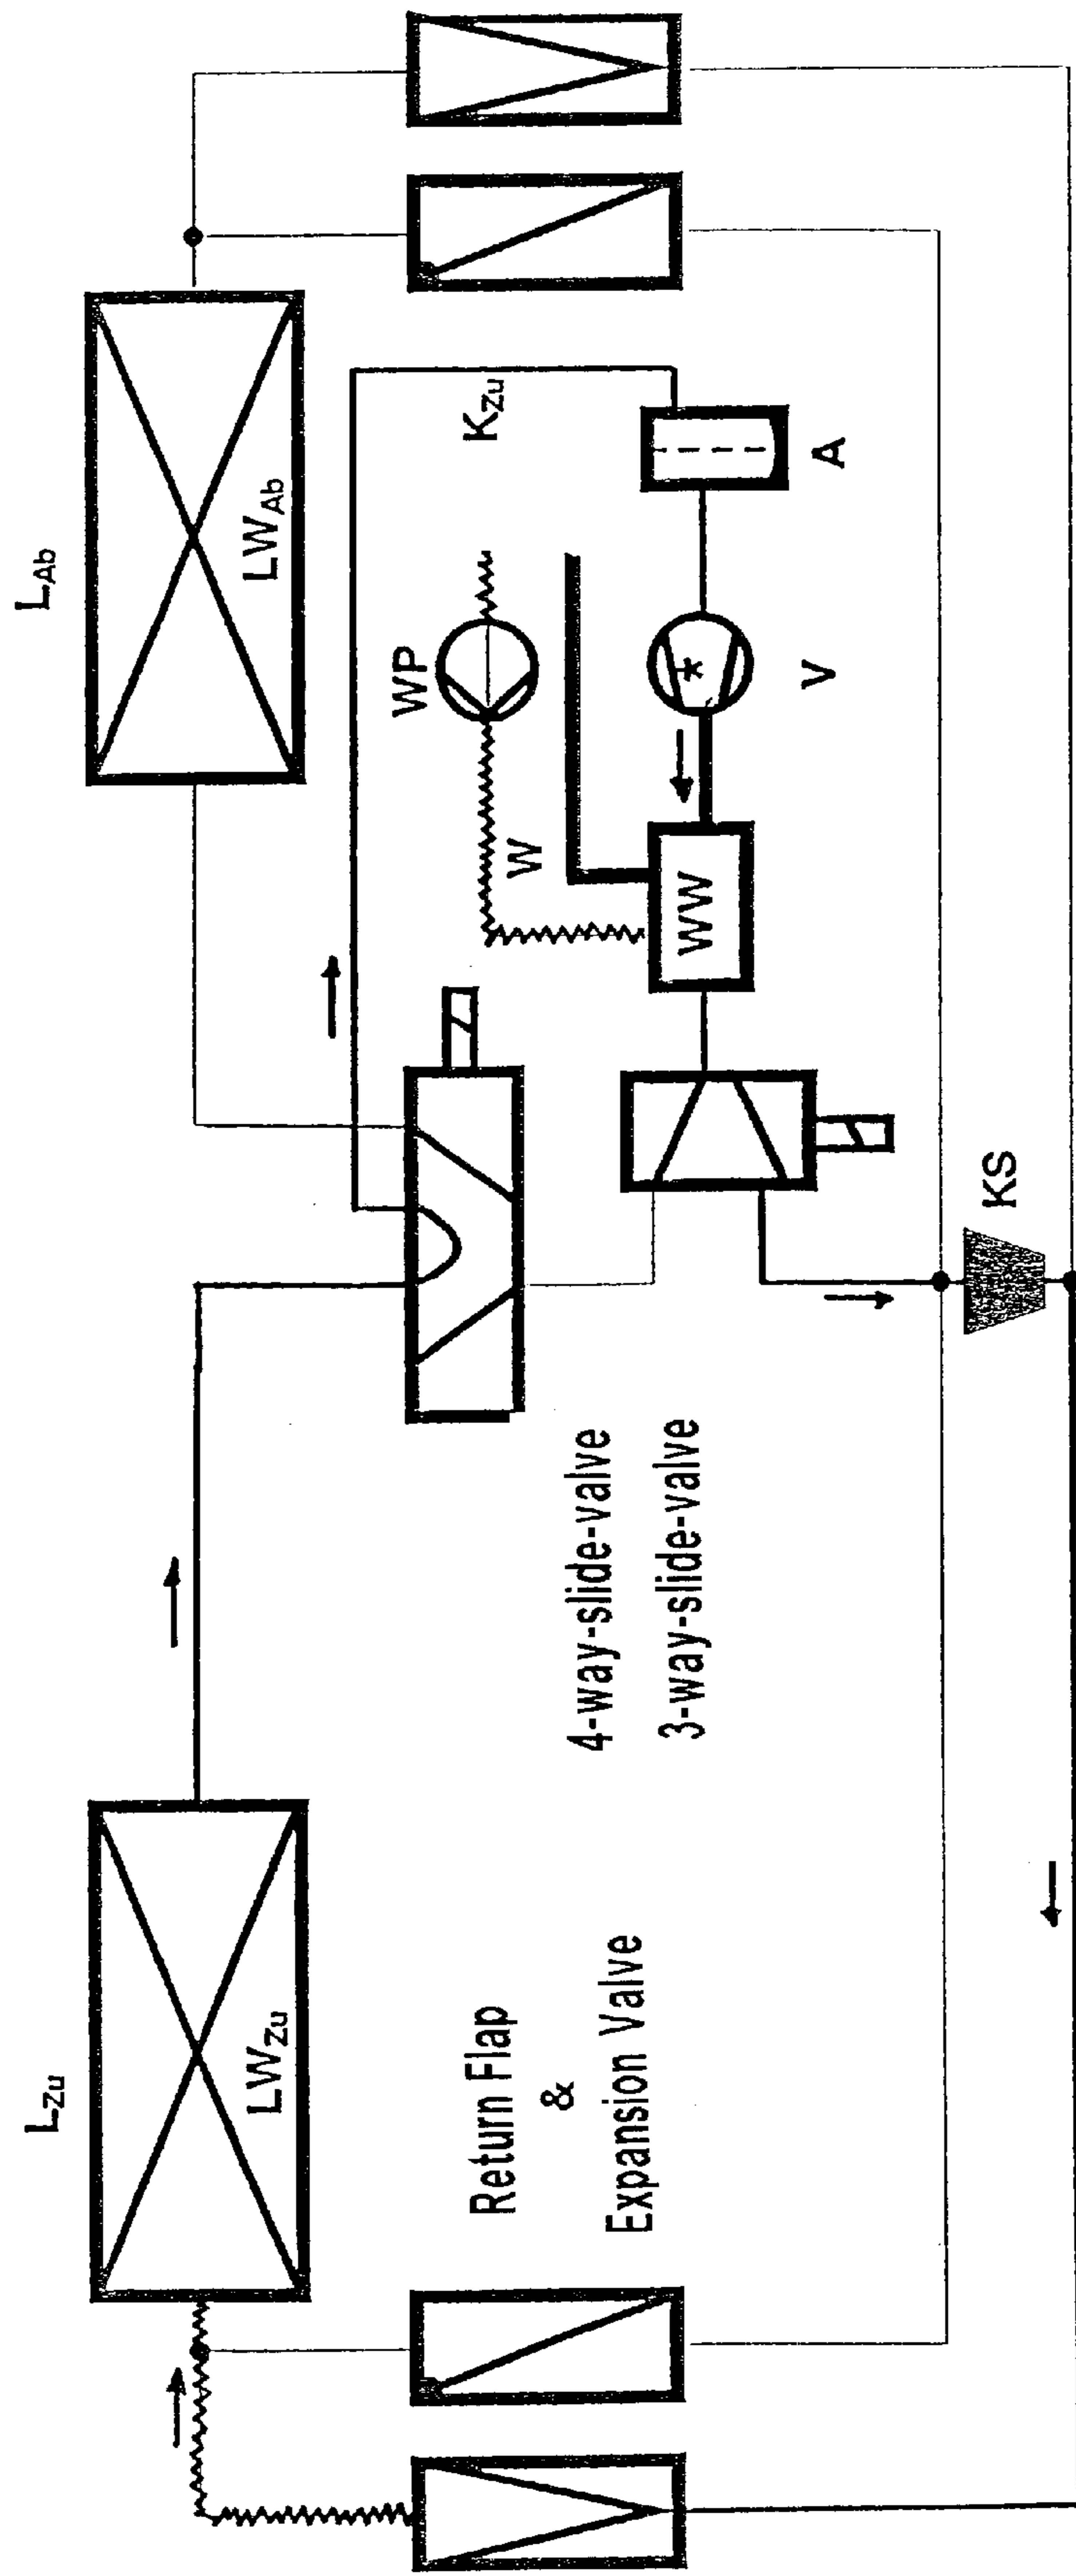 L_Zu
LW_Zu
L_Ab
LW_Ab
K_Zu
WP
W
WW
V
A
4-way-slide-valve
3-way-slide-valve
Return Flap
&
Expansion Valve
KS